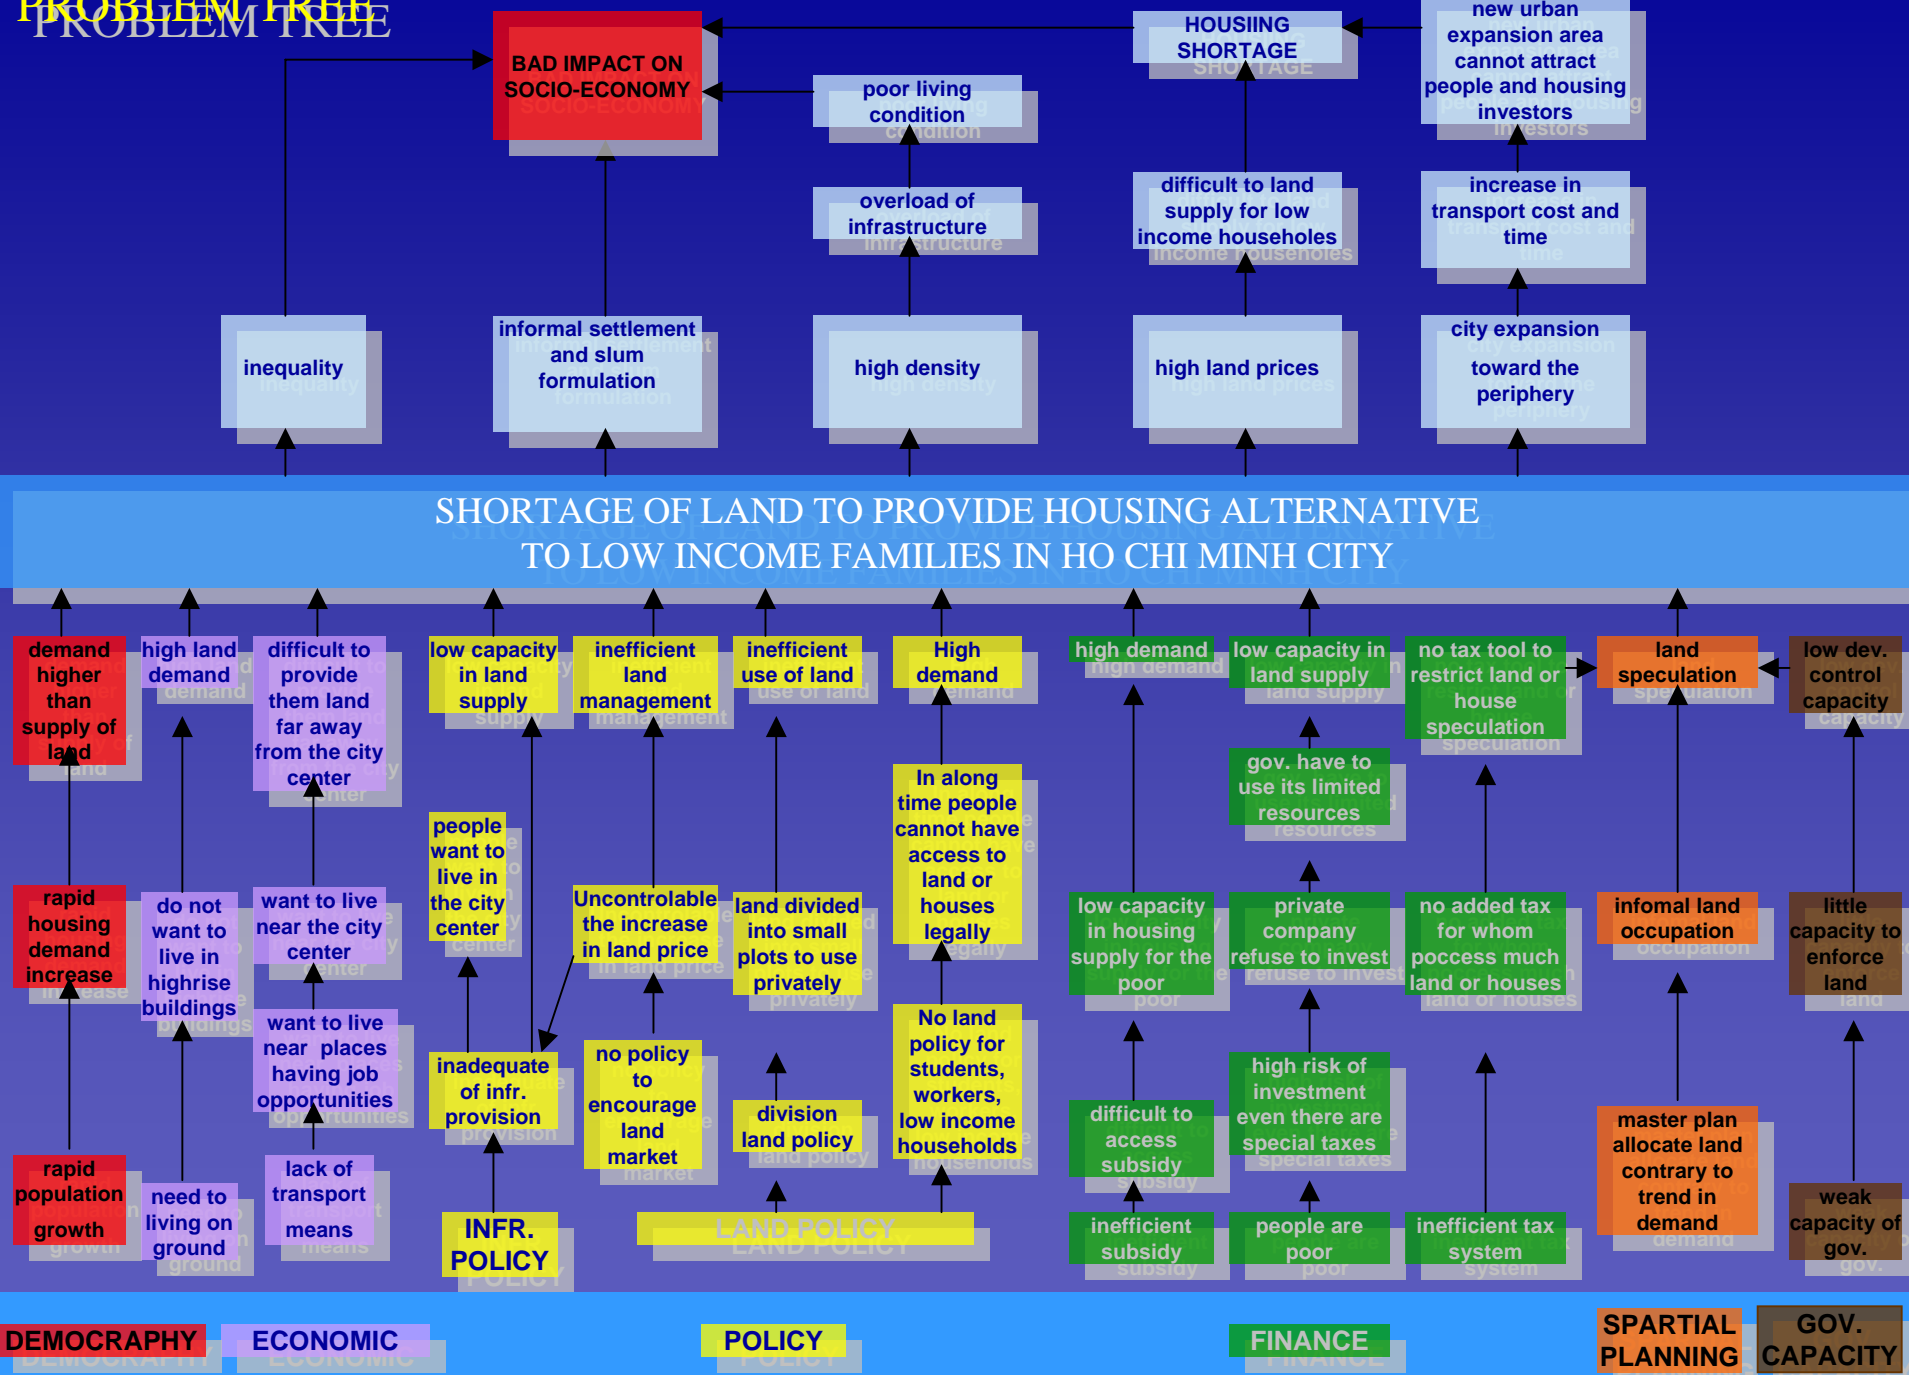 PROBLEM TREE
BAD IMPACT ON
SOCIO-ECONOMY
poor living
condition
HOUSIING
SHORTAGE
new urban
expansion area
cannot attract
people and housing
investors
overload of
infrastructure
difficult to land
supply for low
income householes
increase in
transport cost and
time
inequality
informal settlement
and slum
formulation
high density
high land prices
city expansion
toward the
periphery
SHORTAGE OF LAND TO PROVIDE HOUSING ALTERNATIVE
TO LOW INCOME FAMILIES IN HO CHI MINH CITY
demand
higher
than
supply of
land
high land
demand
difficult to
provide
them land
far away
from the city
center
low capacity
in land
supply
inefficient
land
management
inefficient
use of land
High
demand
high demand
low capacity in
land supply
no tax tool to
restrict land or
house
speculation
land
speculation
low dev.
control
capacity
gov. have to
use its limited
resources
people
want to
live in
the city
center
In along
time people
cannot have
access to
land or
houses
legally
rapid
housing
demand
increase
do not
want to
live in
highrise
buildings
want to live
near the city
center
Uncontrolable
the increase
in land price
land divided
into small
plots to use
privately
low capacity
in housing
supply for the
poor
private
company
refuse to invest
no added tax
for whom
poccess much
land or houses
infomal land
occupation
little
capacity to
enforce
land
want to live
near places
having job
opportunities
inadequate
of infr.
provision
no policy
to
encourage
land
market
division
land policy
No land
policy for
students,
workers,
low income
households
difficult to
access
subsidy
high risk of
investment
even there are
special taxes
master plan
allocate land
contrary to
trend in
demand
rapid
population
growth
need to
living on
ground
lack of
transport
means
INFR.
POLICY
LAND POLICY
inefficient
subsidy
people are
poor
inefficient tax
system
weak
capacity of
gov.
DEMOCRAPHY
ECONOMIC
POLICY
FINANCE
SPARTIAL
PLANNING
GOV.
CAPACITY